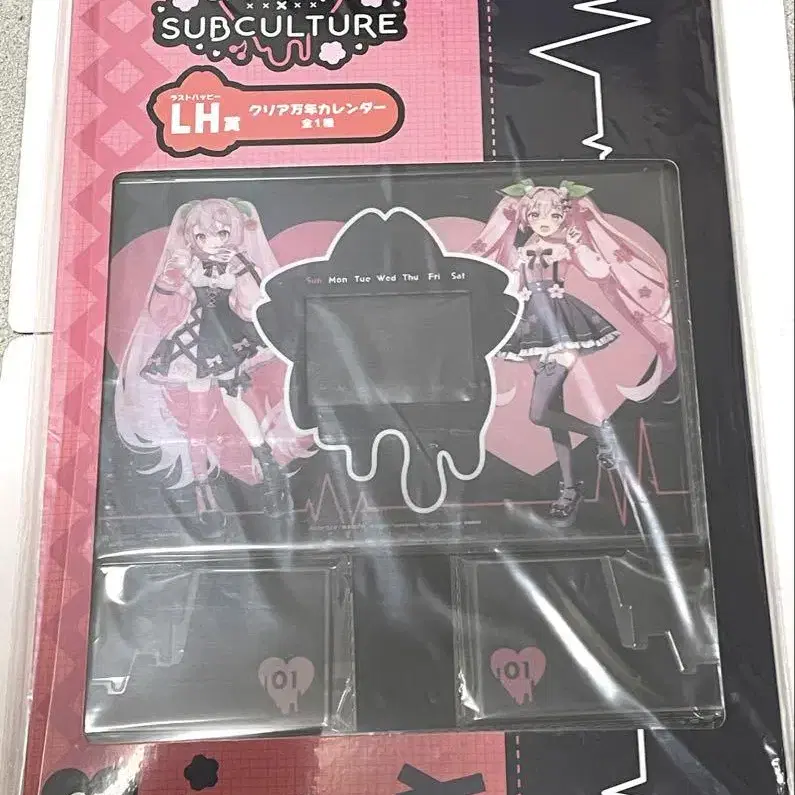 SUBCULTURE
ラストハッピー
LH賞
クリア万年カレンダー
全1種
Sun Mon Tue Wed Thu Fri Sat
01
01